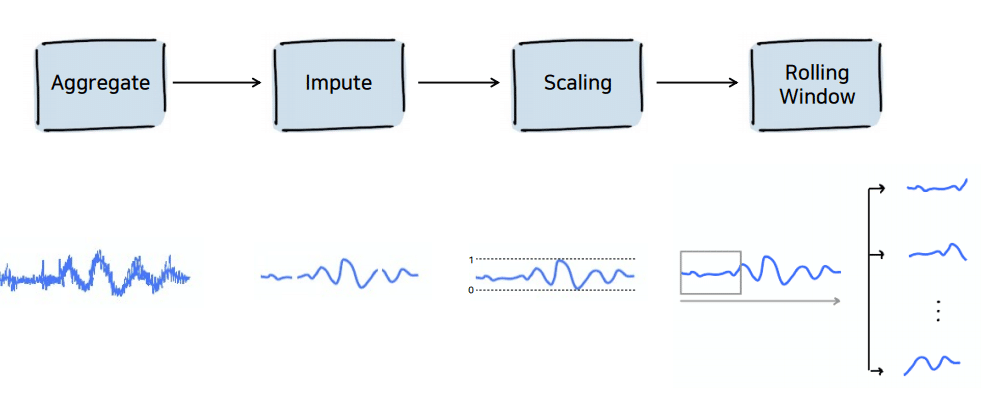 Aggregate
Impute
Scaling
Rolling
Window
1
0